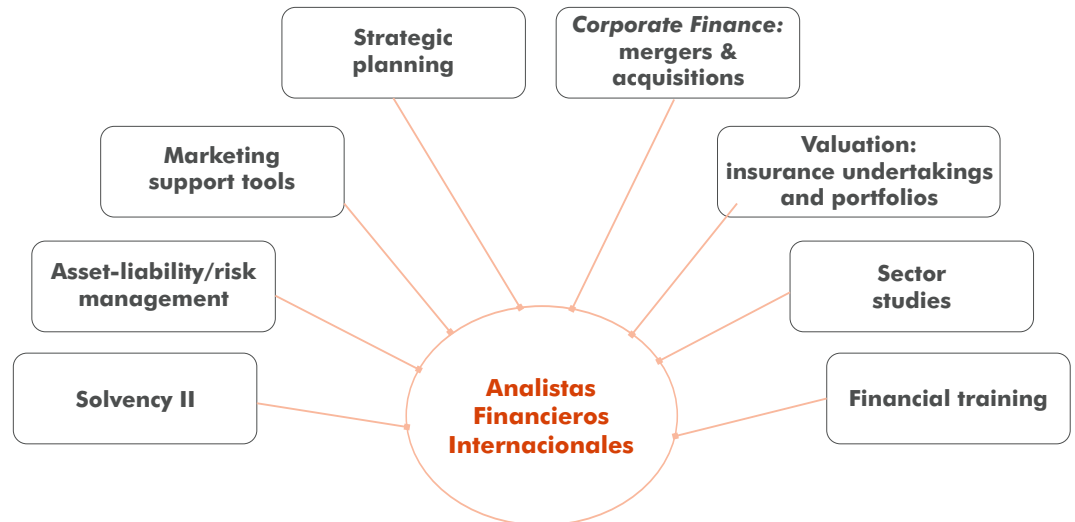 Strategic
planning
Corporate Finance:
mergers &
acquisitions
Marketing
support tools
Valuation:
insurance undertakings
and portfolios
Asset-liability/risk
management
Sector
studies
Solvency II
Analistas
Financieros
Internacionales
Financial training